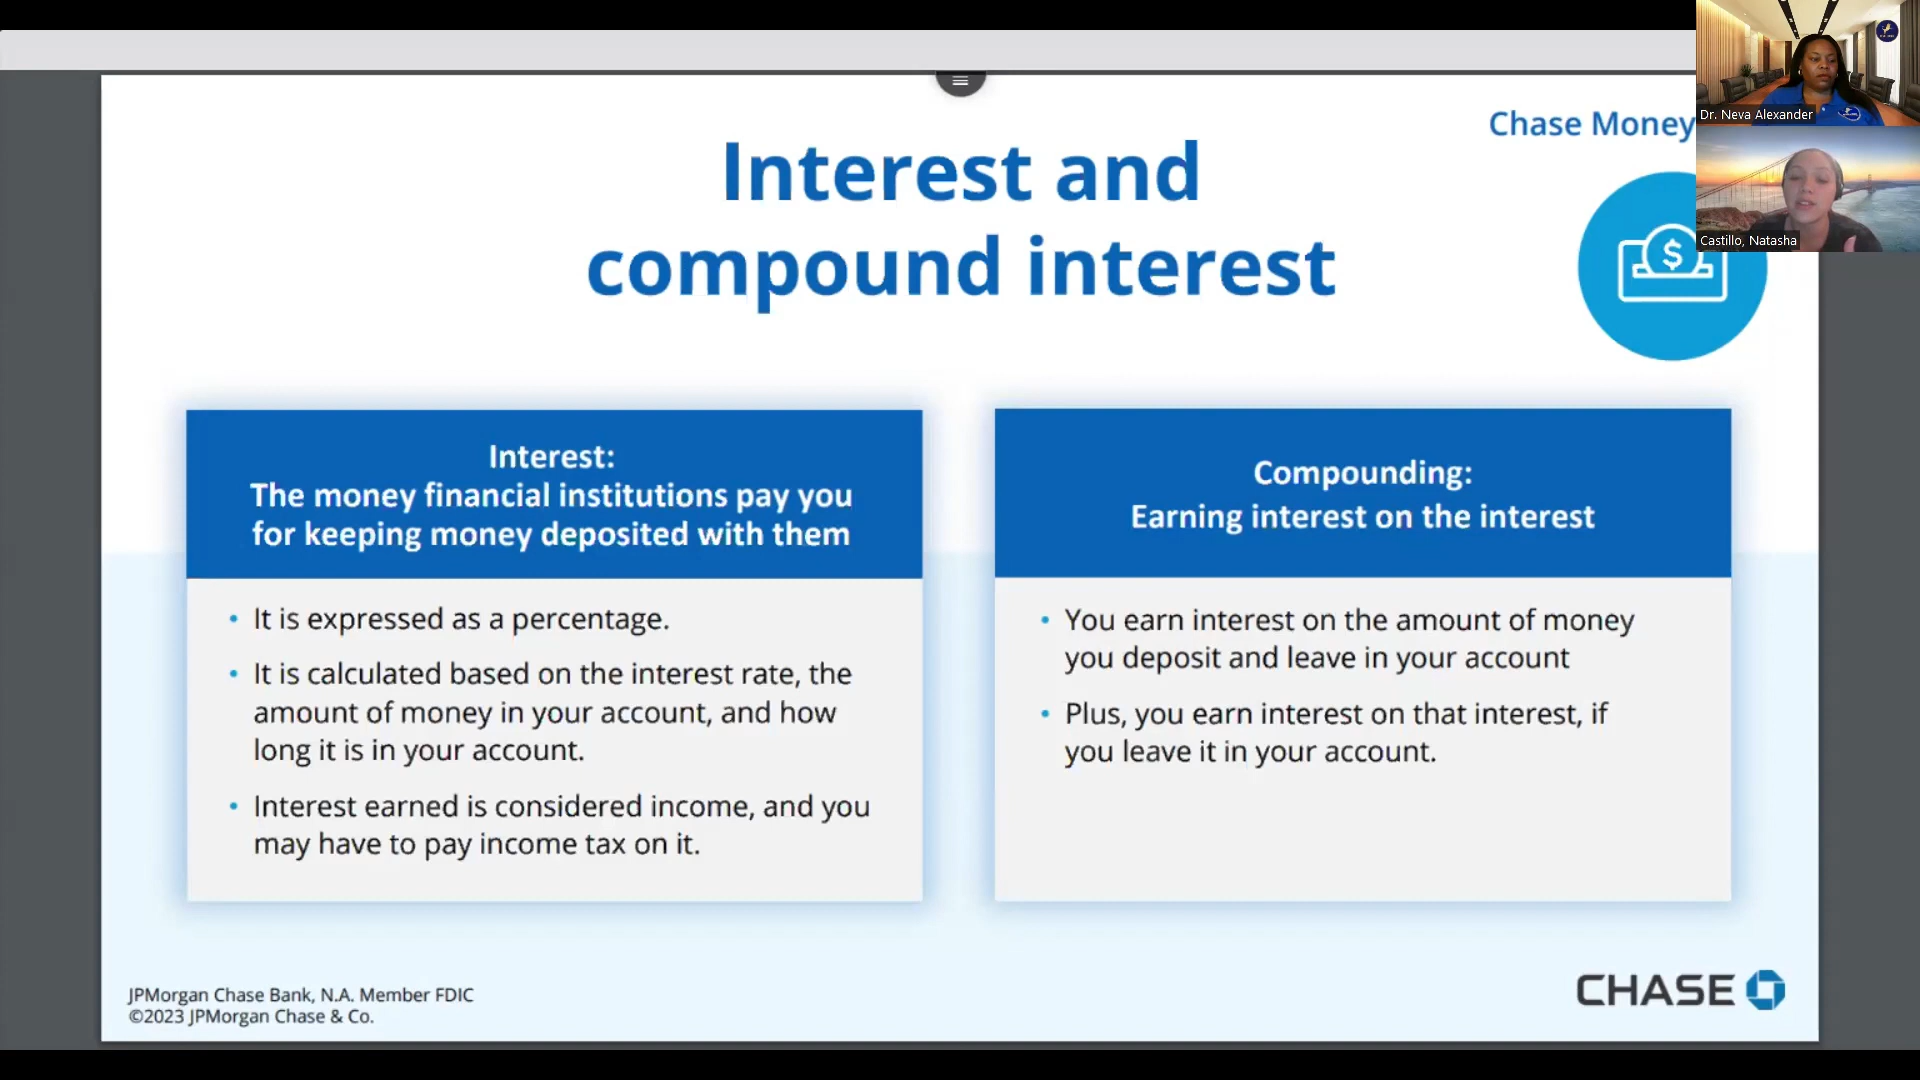 Chase Money
Interest and
compound interest
$
Interest:
The money financial institutions pay you
for keeping money deposited with them
• It is expressed as a percentage.
• It is calculated based on the interest rate, the
amount of money in your account, and how
long it is in your account.
• Interest earned is considered income, and you
may have to pay income tax on it.
Compounding:
Earning interest on the interest
• You earn interest on the amount of money
you deposit and leave in your account
• Plus, you earn interest on that interest, if
you leave it in your account.
JPMorgan Chase Bank, N.A. Member FDIC
©2023 JPMorgan Chase & Co.
CHASE
Dr. Neva Alexander
Castillo, Natasha